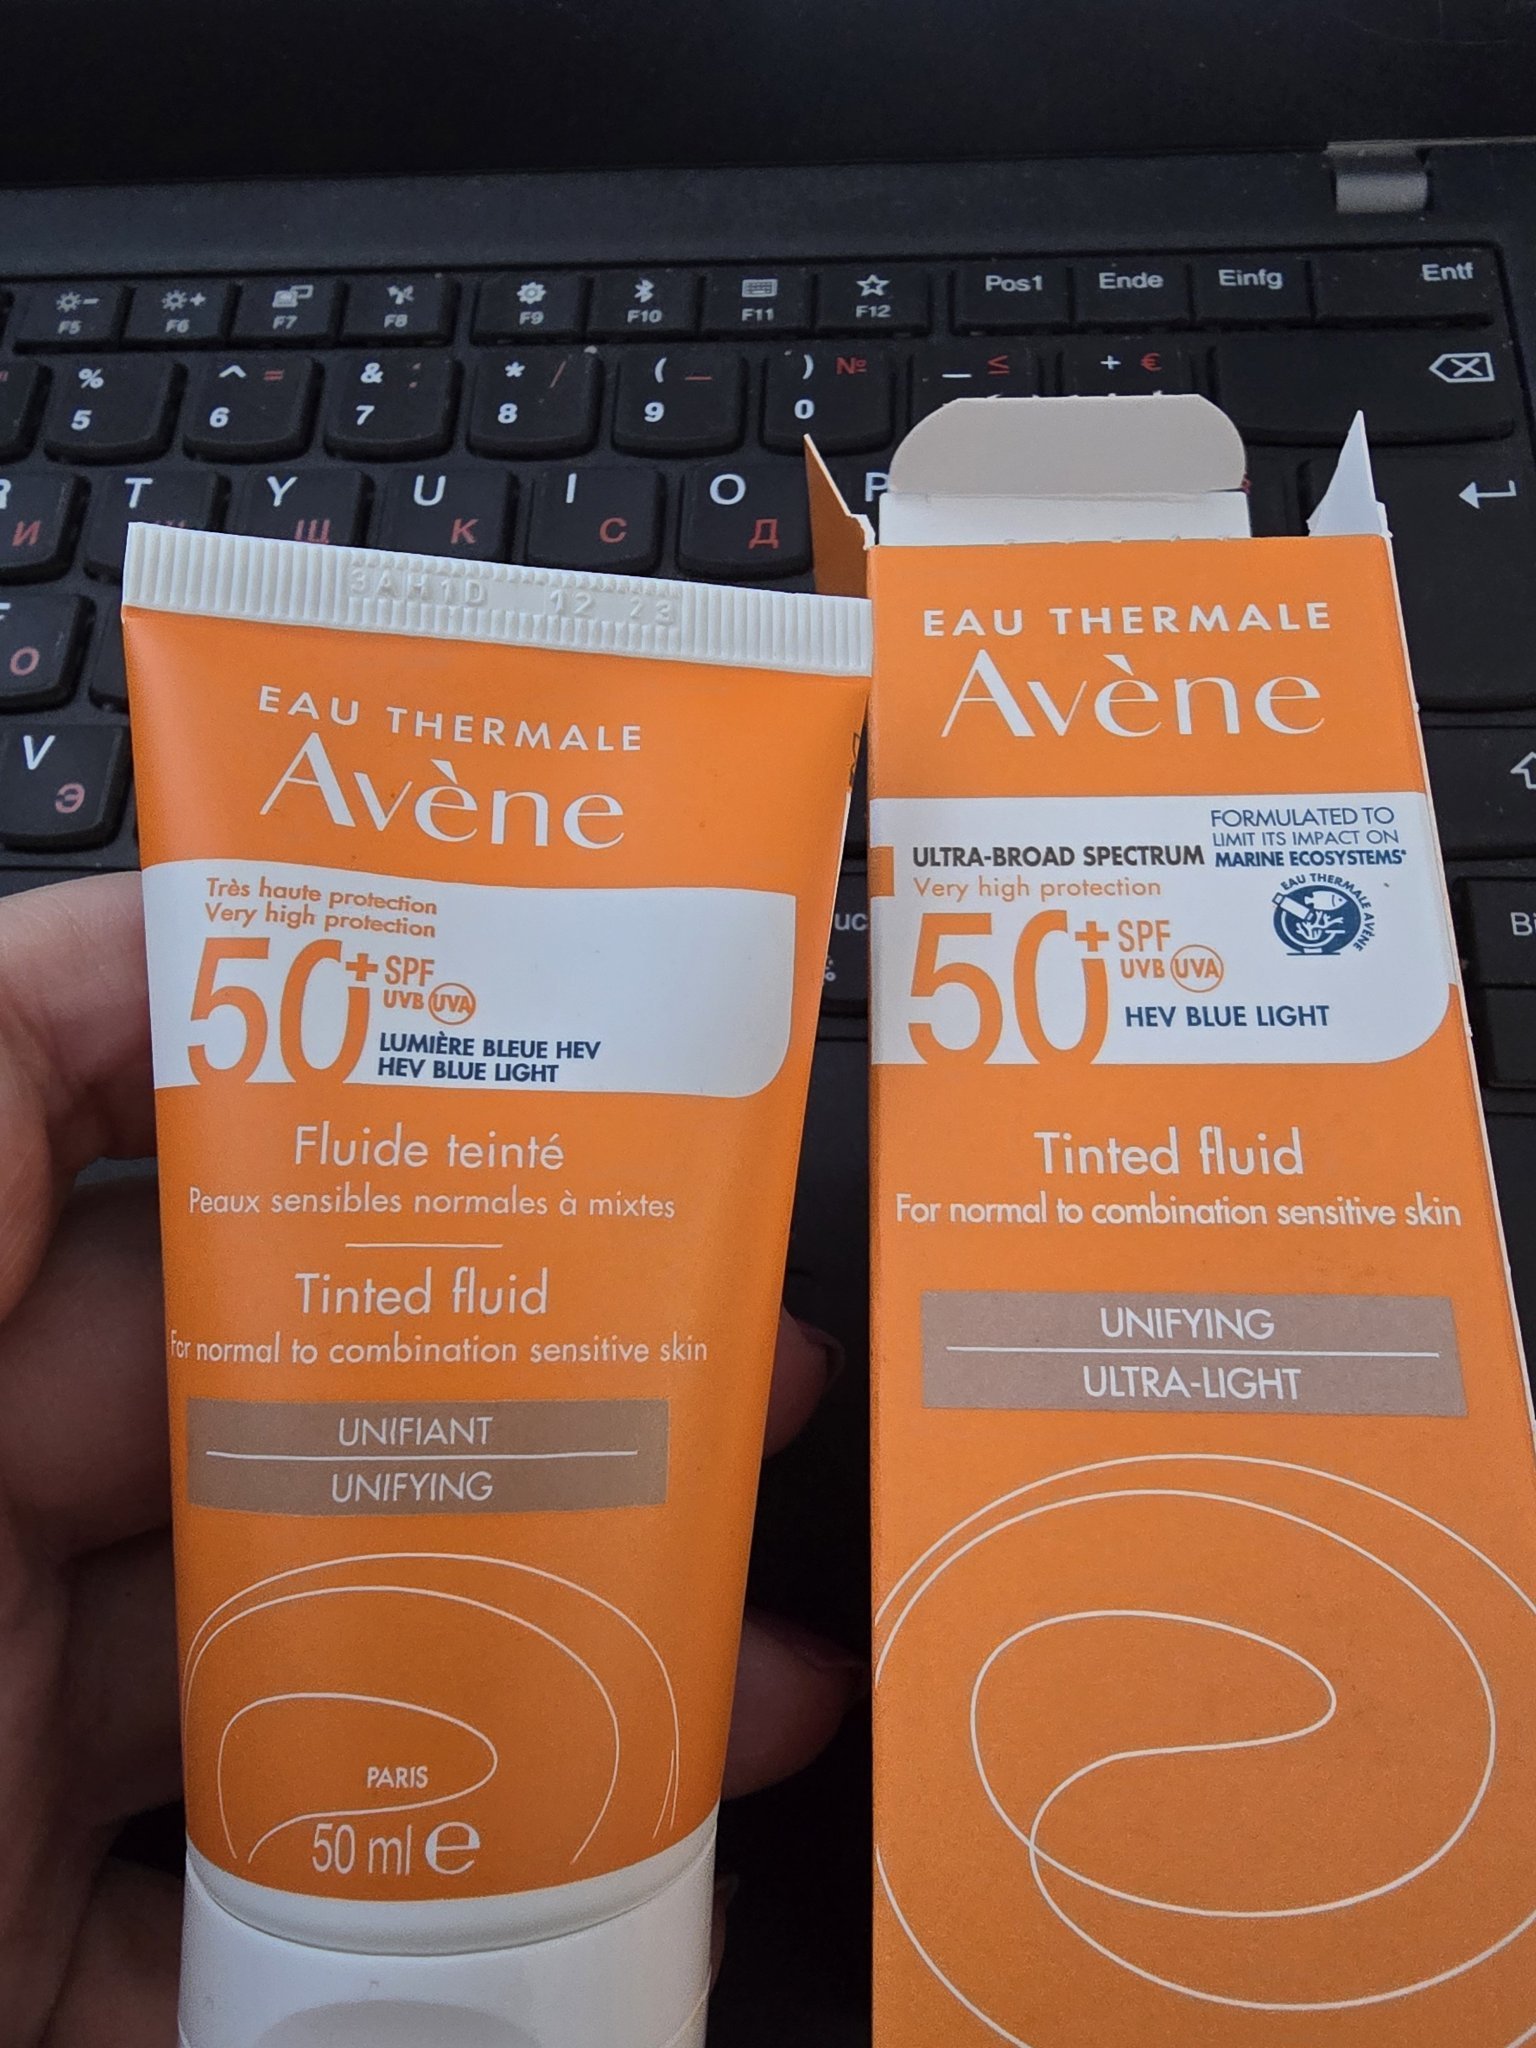 F5
F6
F7
F8
F9
F10
F11
F12
Pos1
Ende
Einfg
Entf
%
5
^ =
6
& :
7
* /
8
( _
9
) №
0
_ ≤
+ €
R И
T
Y Щ
U К
I С
O Д
P
О
V Э
3AH1D 12 23
EAU THERMALE
Avène
Très haute protection
Very high protection
50+ SPF
UVB UVA
LUMIÈRE BLEUE HEV
HEV BLUE LIGHT
Fluide teinté
Peaux sensibles normales à mixtes
Tinted fluid
For normal to combination sensitive skin
UNIFIANT
UNIFYING
PARIS
50 ml e
EAU THERMALE
Avène
ULTRA-BROAD SPECTRUM
Very high protection
50+ SPF
UVB UVA
HEV BLUE LIGHT
FORMULATED TO
LIMIT ITS IMPACT ON
MARINE ECOSYSTEMS*
EAU THERMALE AVÈNE
Tinted fluid
For normal to combination sensitive skin
UNIFYING
ULTRA-LIGHT